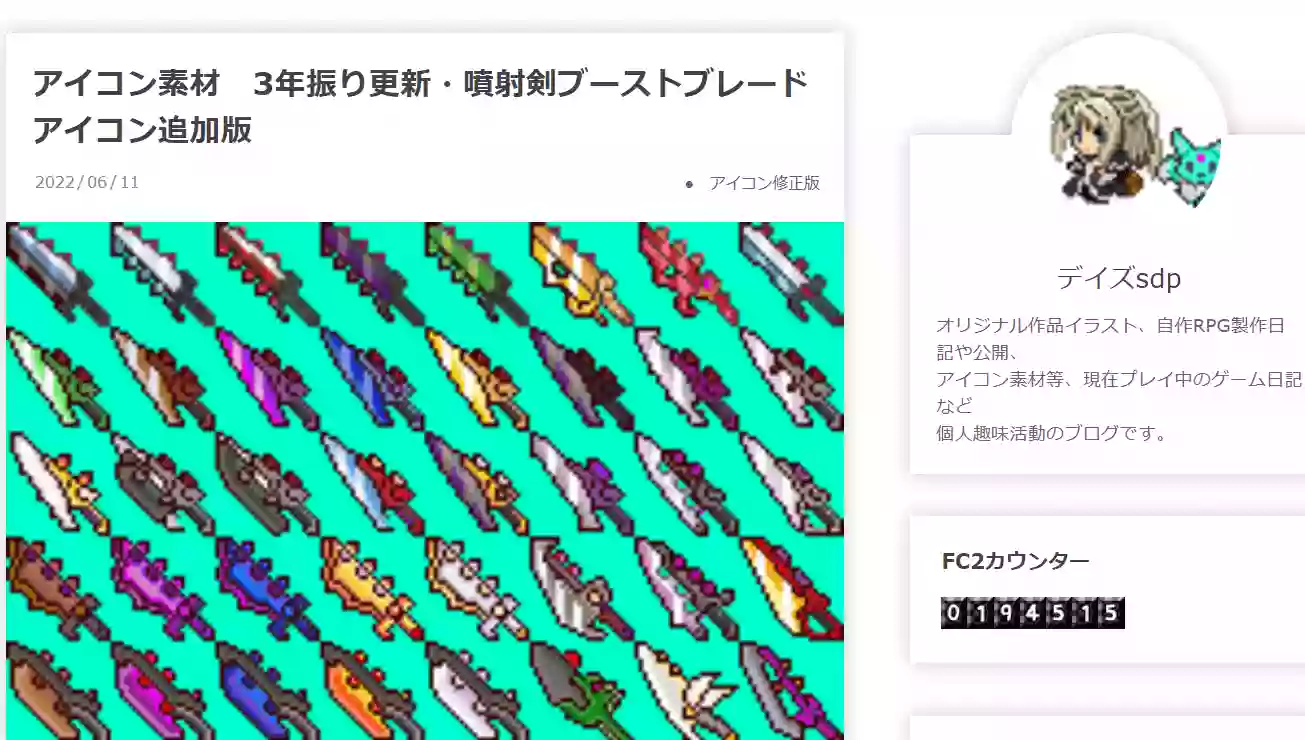 アイコン素材　3年振り更新・噴射剣ブーストブレード
アイコン追加版
2022 / 06 / 11
● アイコン修正版
デイズsdp
オリジナル作品イラスト、自作RPG製作日
記や公開、
アイコン素材等、現在プレイ中のゲーム日記
など
個人趣味活動のブログです。
FC2カウンター
0194515